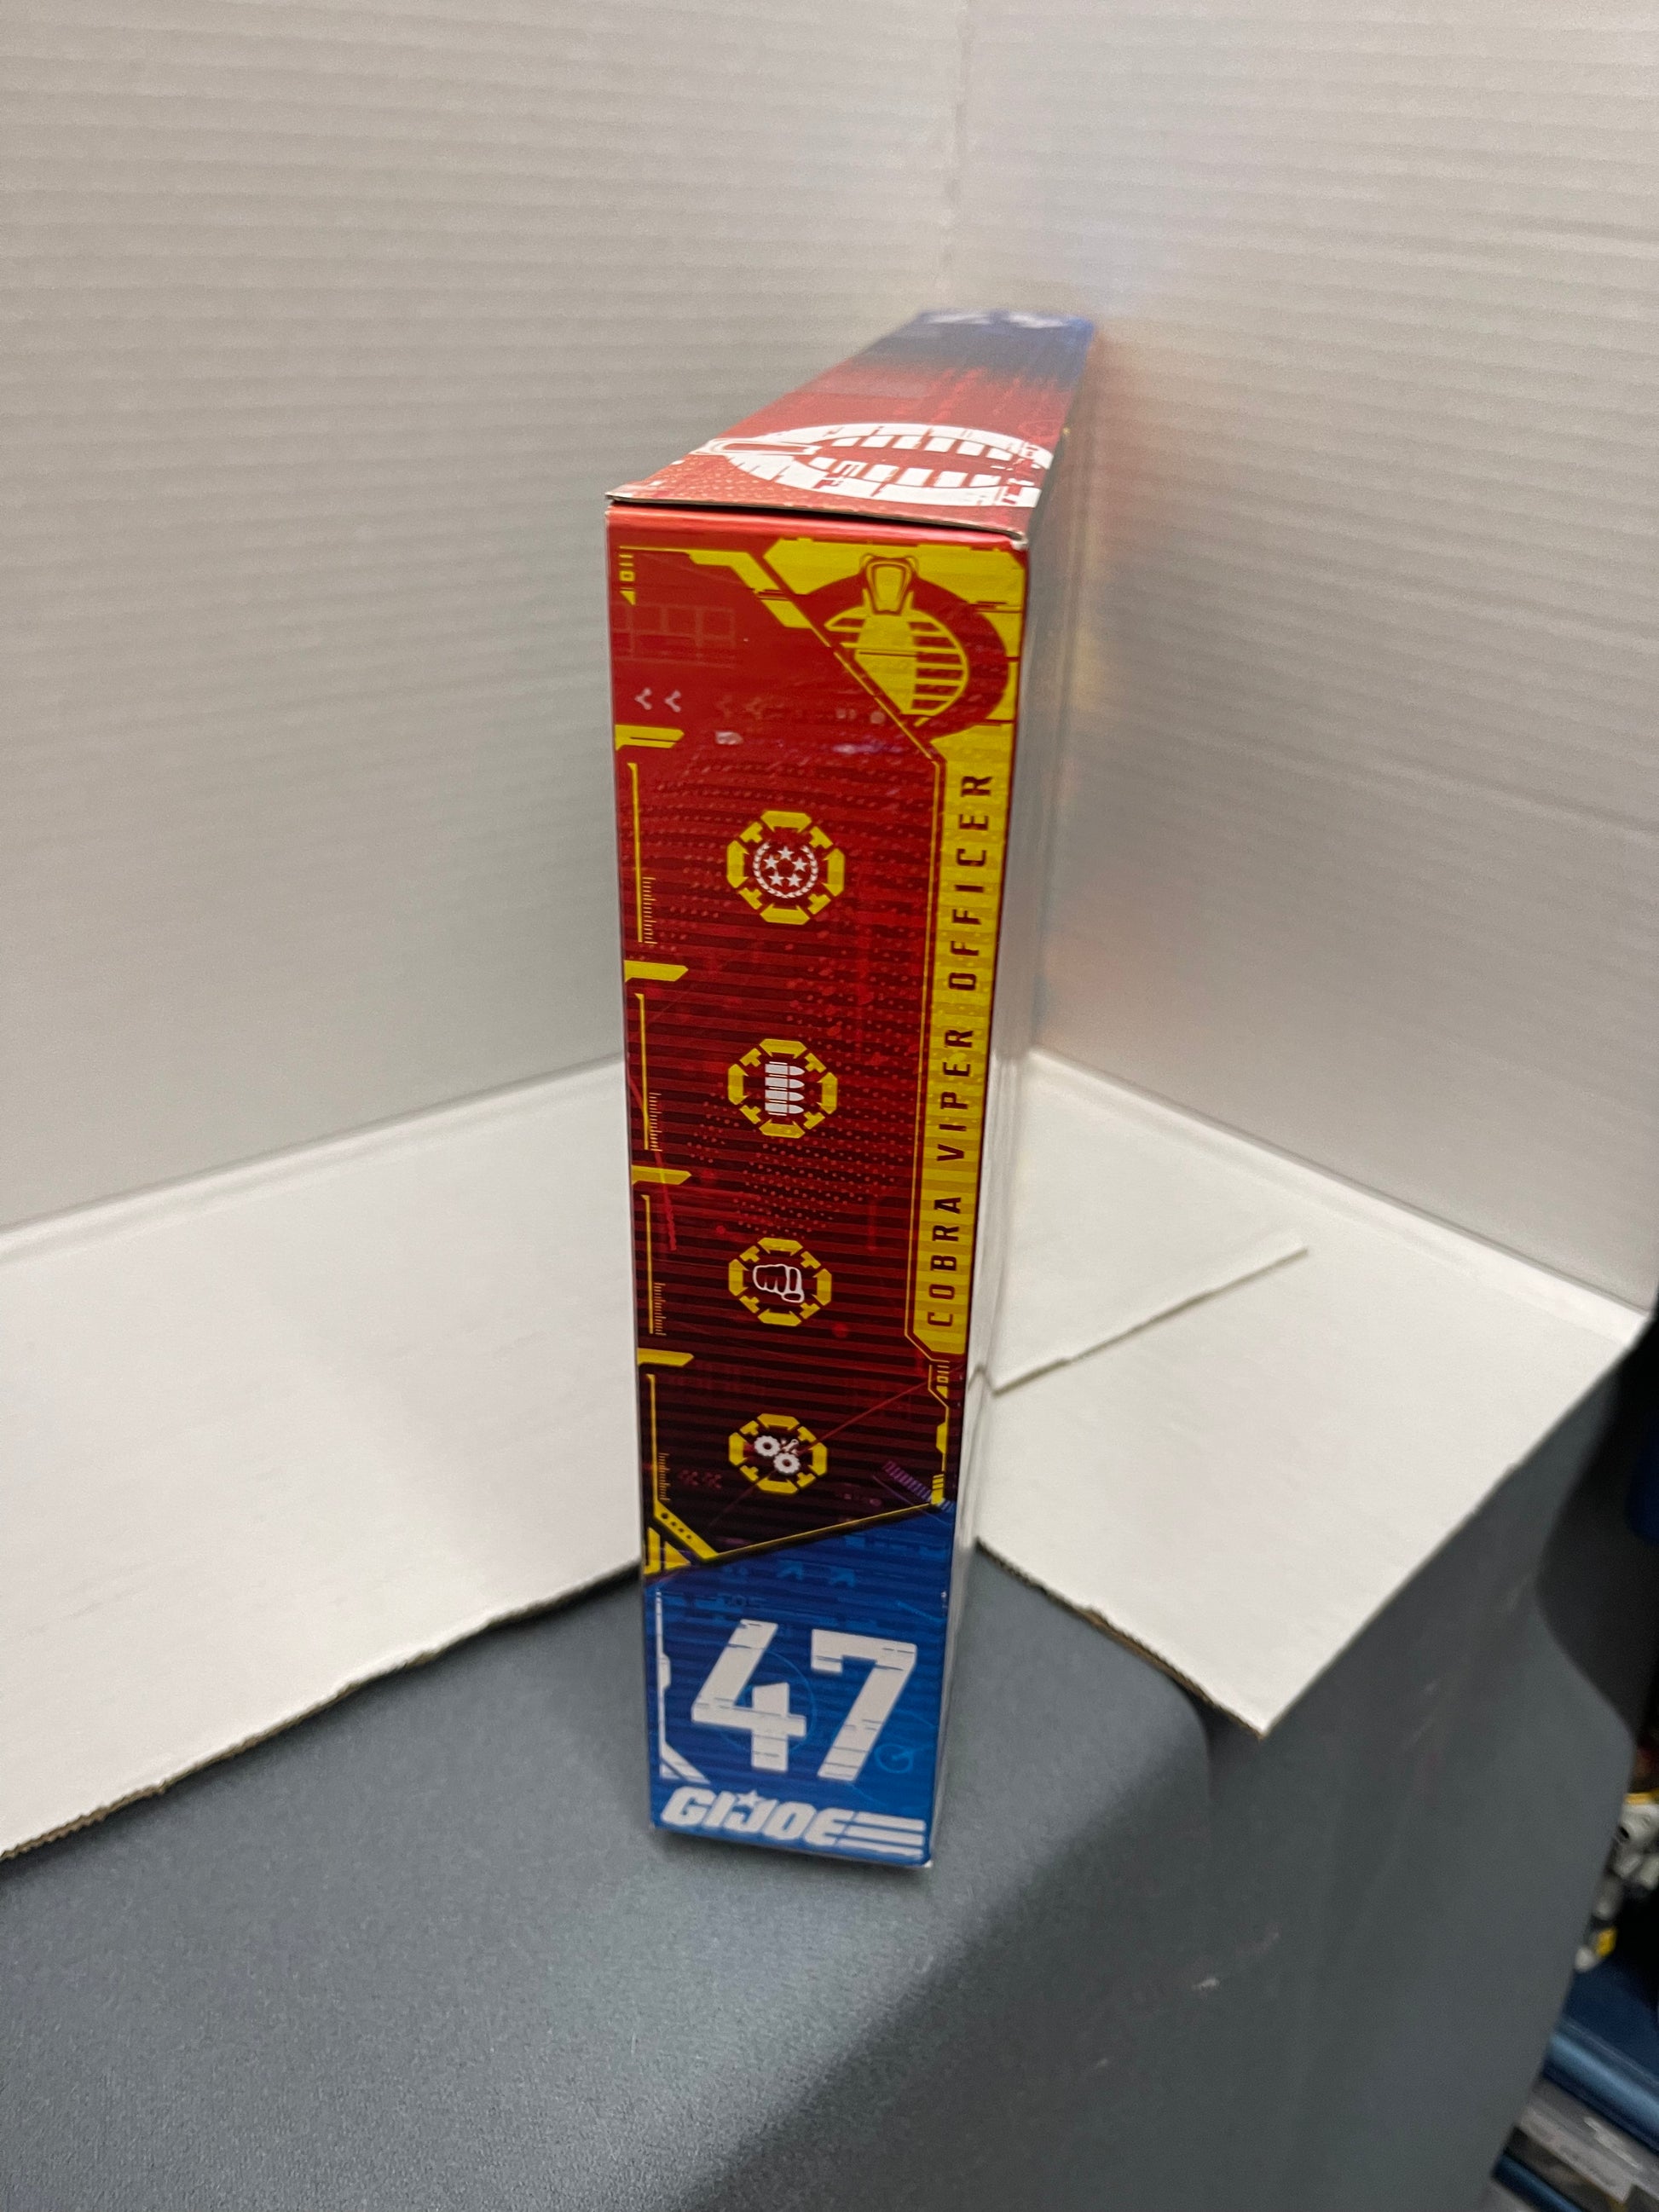 COBRA VIPER OFFICER
47
GI JOE